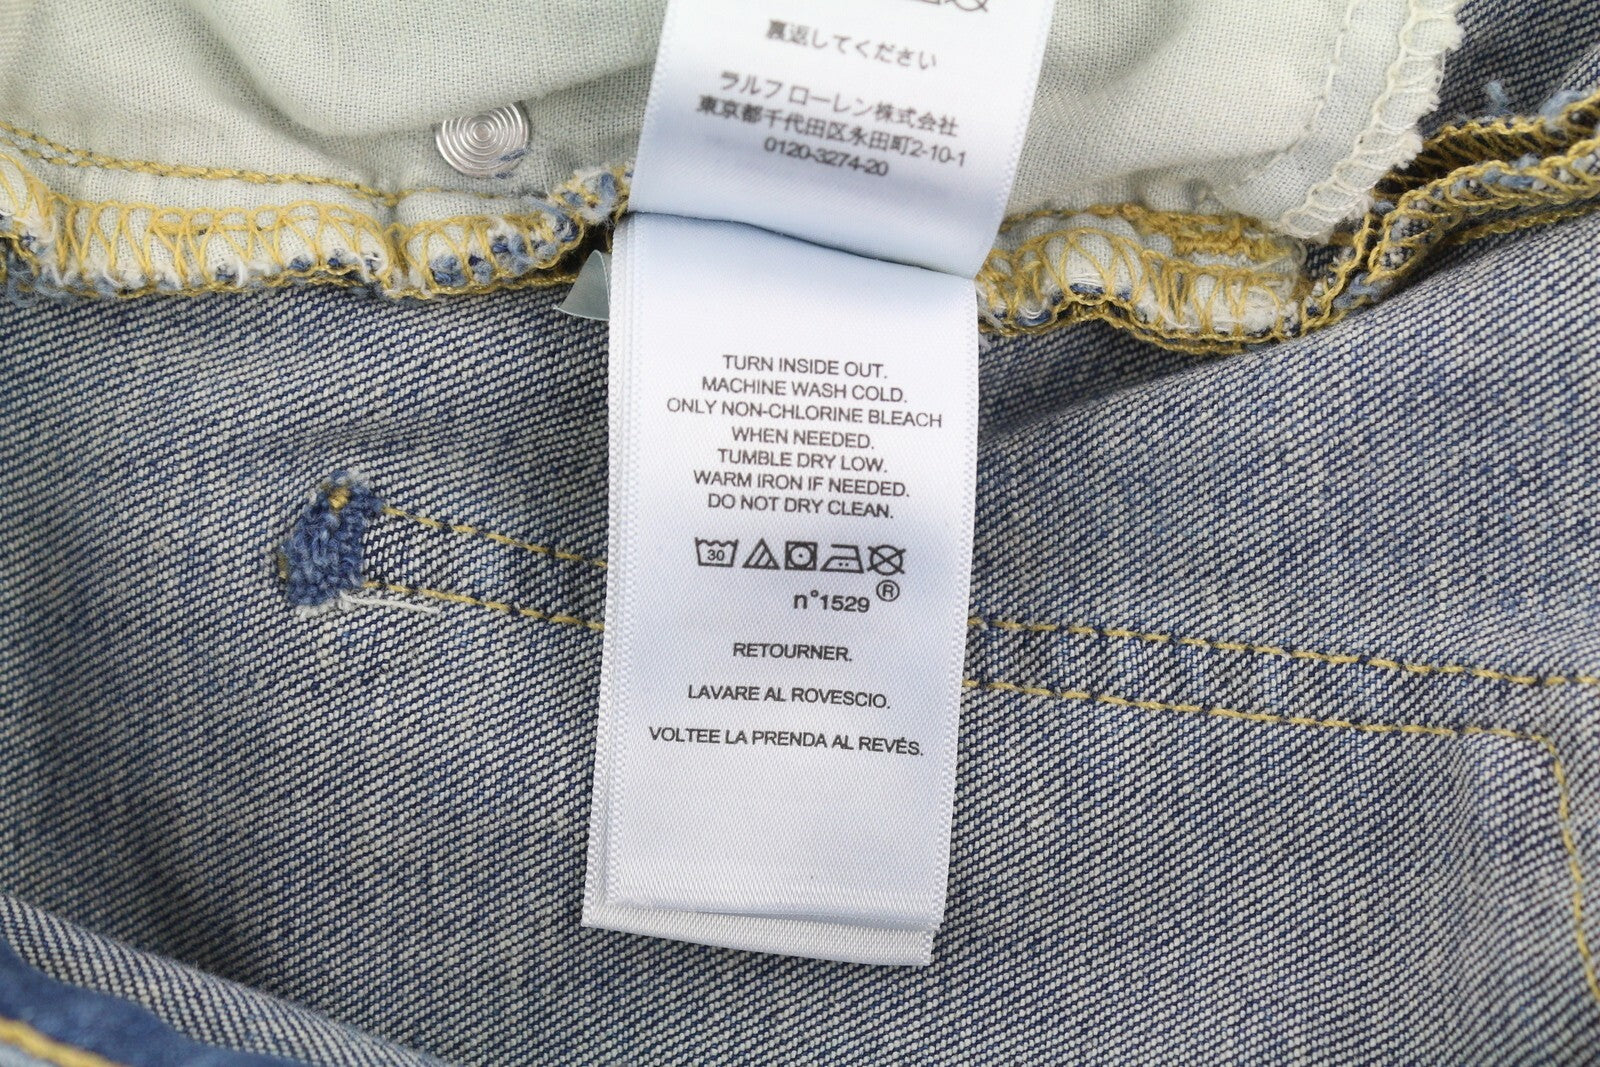 裏返してください
ラルフ ローレン株式会社
東京都千代田区永田町2-10-1
0120-3274-20
TURN INSIDE OUT.
MACHINE WASH COLD.
ONLY NON-CHLORINE BLEACH
WHEN NEEDED.
TUMBLE DRY LOW.
WARM IRON IF NEEDED.
DO NOT DRY CLEAN.
30
n°1529 ®
RETOURNER.
LAVARE AL ROVESCIO.
VOLTEE LA PRENDA AL REVÉS.